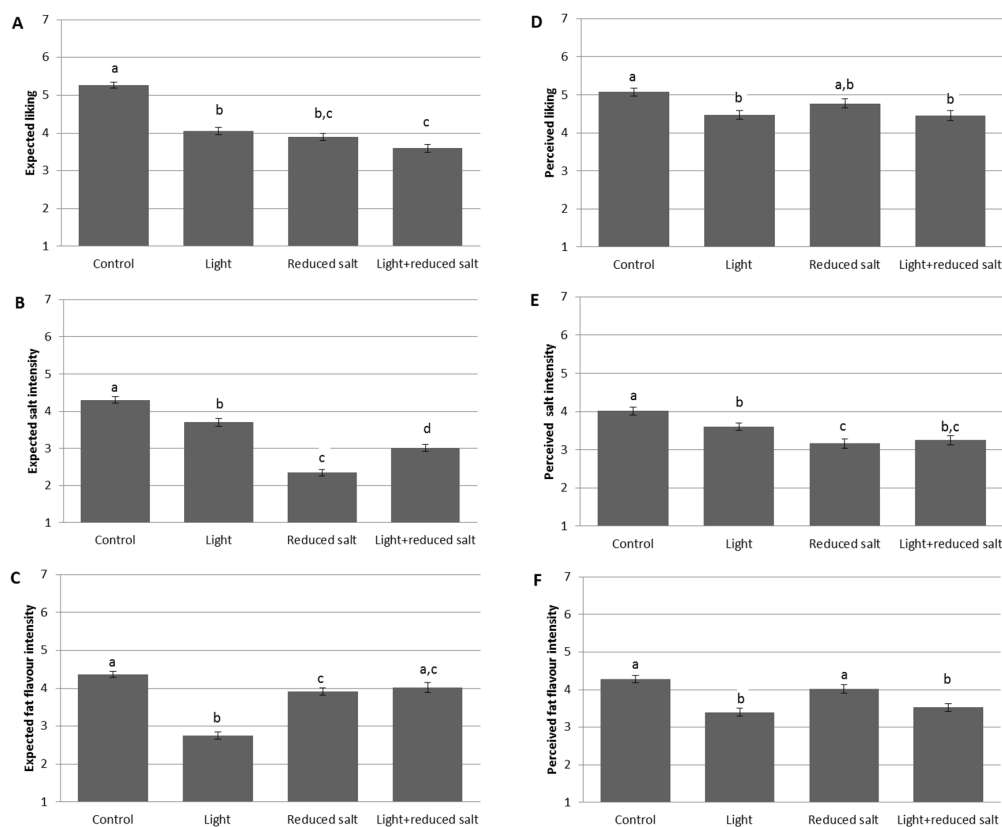 A
Expected liking
7
6
5
4
3
2
1
a
b
b,c
c
Control Light Reduced salt Light+reduced salt
B
Expected salt intensity
7
6
5
4
3
2
1
a
b
c
d
Control Light Reduced salt Light+reduced salt
C
Expected fat flavour intensity
7
6
5
4
3
2
1
a
b
c
a,c
Control Light Reduced salt Light+reduced salt
D
Perceived liking
7
6
5
4
3
2
1
a
b
a,b
b
Control Light Reduced salt Light+reduced salt
E
Perceived salt intensity
7
6
5
4
3
2
1
a
b
c
b,c
Control Light Reduced salt Light+reduced salt
F
Perceived fat flavour intensity
7
6
5
4
3
2
1
a
b
a
b
Control Light Reduced salt Light+reduced salt